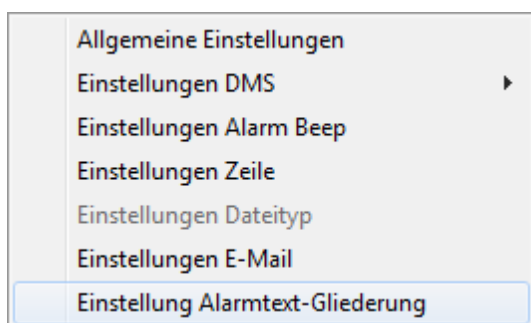 Allgemeine Einstellungen
Einstellungen DMS
Einstellungen Alarm Beep
Einstellungen Zeile
Einstellungen Dateityp
Einstellungen E-Mail
Einstellung Alarmtext-Gliederung